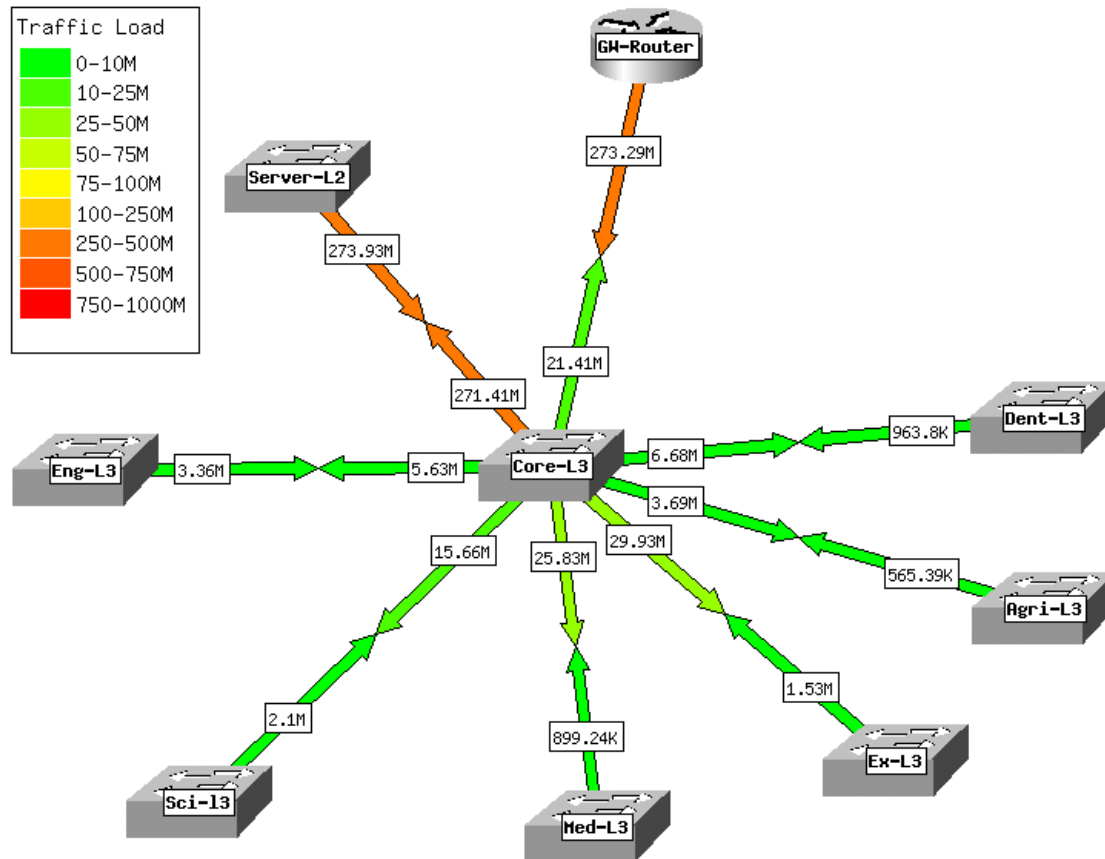 Traffic Load
0-10M
10-25M
25-50M
50-75M
75-100M
100-250M
250-500M
500-750M
750-1000M
GW-Router
273.29M
Server-L2
273.93M
21.41M
271.41M
Dent-L3
963.8K
6.68M
Core-L3
Eng-L3
3.36M
5.63M
3.69M
29.93M
15.66M
25.83M
565.39K
Agri-L3
1.53M
2.1M
899.24K
Ex-L3
Sci-l3
Med-L3